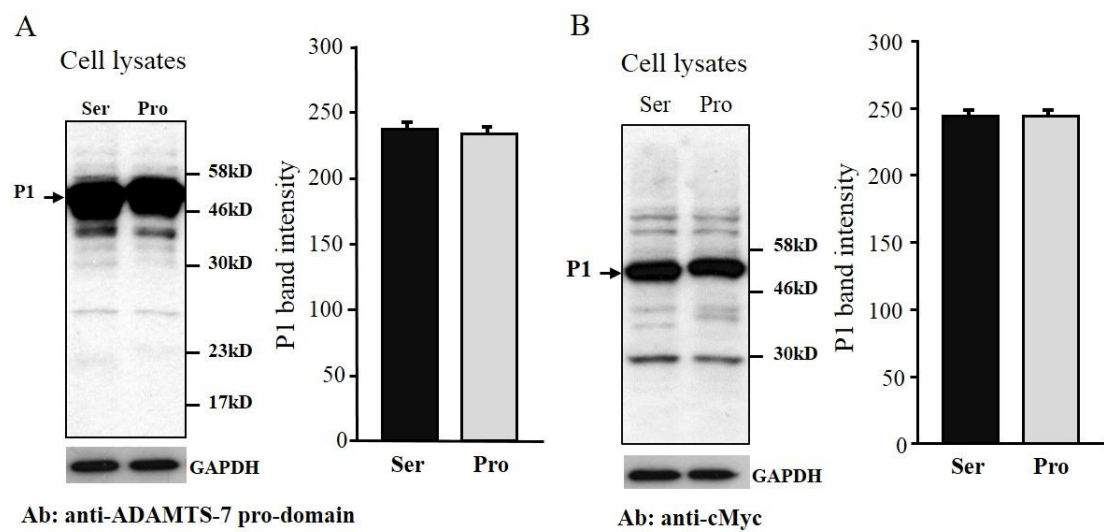 A
Cell lysates
Ser Pro
P1
58kD
46kD
30kD
23kD
17kD
GAPDH
Ab: anti-ADAMTS-7 pro-domain
P1 band intensity
300
250
200
150
100
50
0
Ser Pro
B
Cell lysates
Ser Pro
P1
58kD
46kD
30kD
GAPDH
Ab: anti-cMyc
P1 band intensity
300
250
200
150
100
50
0
Ser Pro